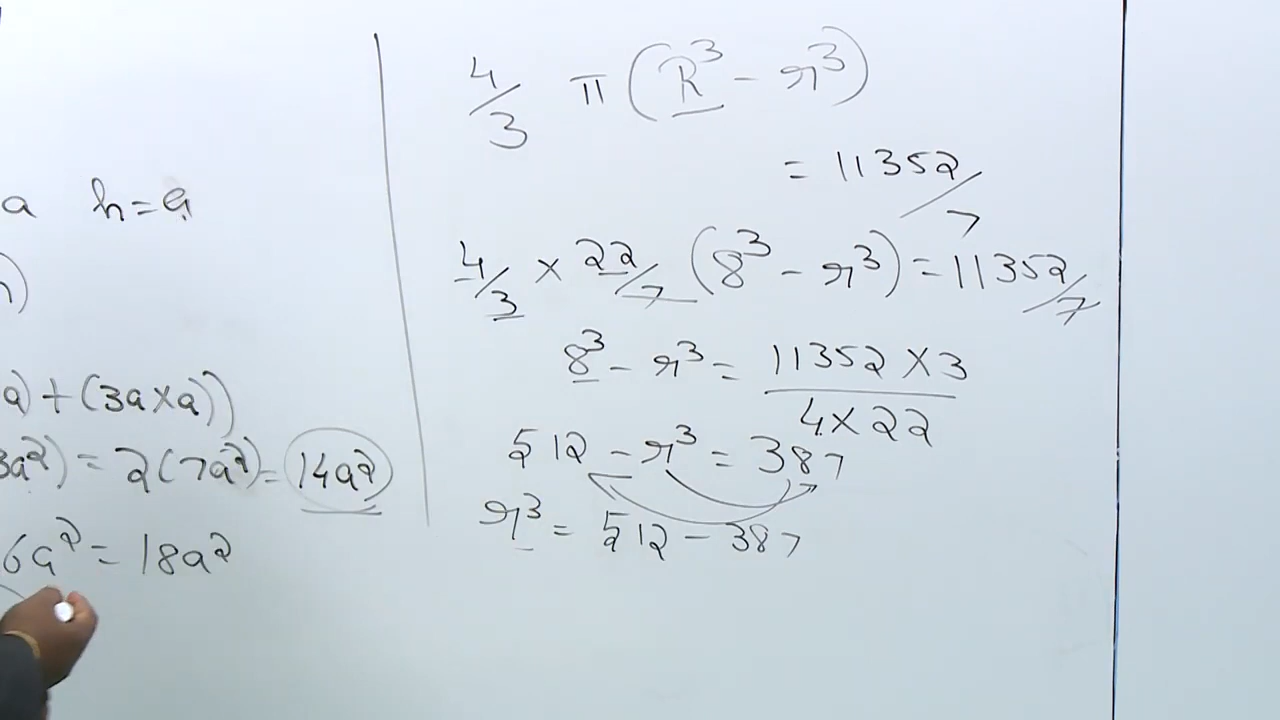 a h=a
)
a) + (3a×a))
3a²) = 2(7a²) = 14a²
6a² = 18a²
4/3 π (R³ - r³)
= 11352/7
4/3 × 22/7 (8³ - r³) = 11352/7
8³ - r³ = 11352 × 3
4×22
512 - r³ = 387
r³ = 512 - 387